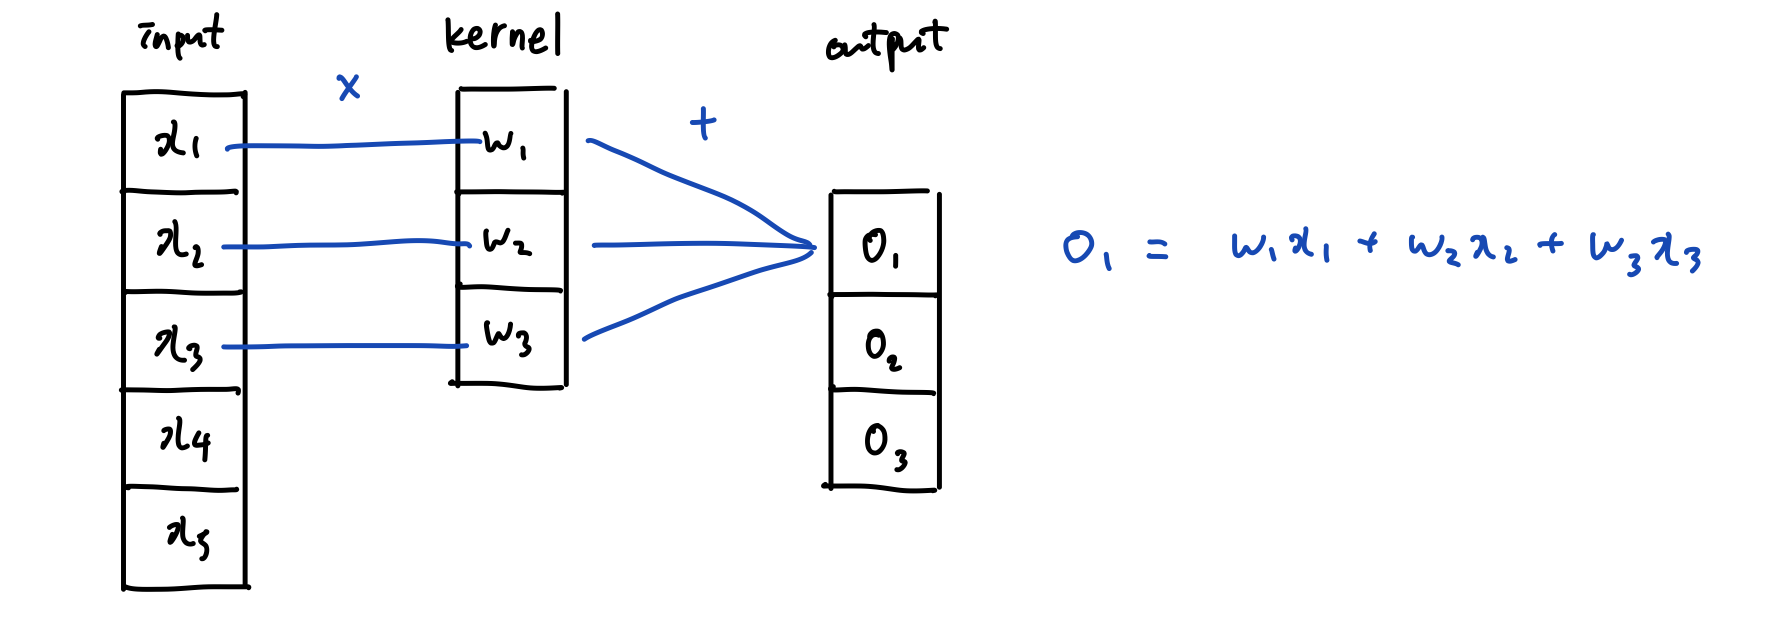 input kernel output
x +
x₁ w₁
x₂ w₂ O₁ O₁ = w₁x₁ + w₂x₂ + w₃x₃
x₃ w₃ O₂
x₄ O₃
x₅